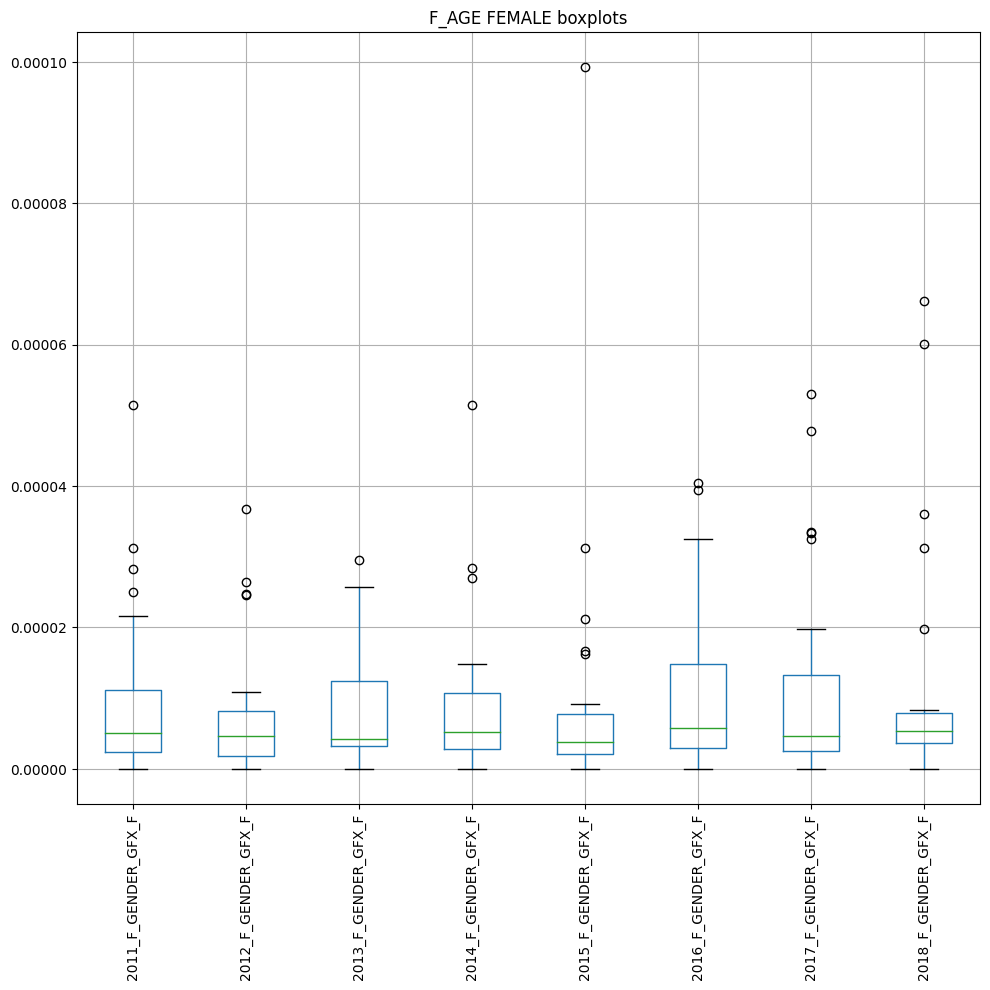 F_AGE FEMALE boxplots
0.00010
0.00008
0.00006
0.00004
0.00002
0.00000
2011_F_GENDER_GFX_F
2012_F_GENDER_GFX_F
2013_F_GENDER_GFX_F
2014_F_GENDER_GFX_F
2015_F_GENDER_GFX_F
2016_F_GENDER_GFX_F
2017_F_GENDER_GFX_F
2018_F_GENDER_GFX_F